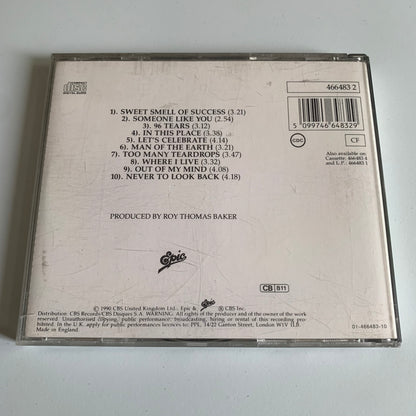 COMPACT
disc
DIGITAL AUDIO
466483 2
1). SWEET SMELL OF SUCCESS (3.21)
2). SOMEONE LIKE YOU (2.54)
3). 96 TEARS (3.12)
4). IN THIS PLACE (3.38)
5). LET'S CELEBRATE (4.14)
6). MAN OF THE EARTH (3.52)
7). TOO MANY TEARDROPS (3.47)
8). WHERE I LIVE (3.32)
9). OUT OF MY MIND (4.16)
10). NEVER TO LOOK BACK (4.18)
5 099746 648329
CDC
CF
Also available on
Cassette. 466483 4
and L.P. 466483 1
PRODUCED BY ROY THOMAS BAKER
Epic
CB 811
© 1990 CBS United Kingdom Ltd., Epic & Epic ® CBS Inc.
Distribution: CBS Records/CBS Disques S.A. WARNING. All rights of the producer and of the owner of the work
reserved. Unauthorised copying, public performance, broadcasting, hiring or rental of this recording
prohibited. In the U.K. apply for public performances licences to: PPL, 14/22 Ganton Street, London W1V 1LB.
Made in England
01-466483-10